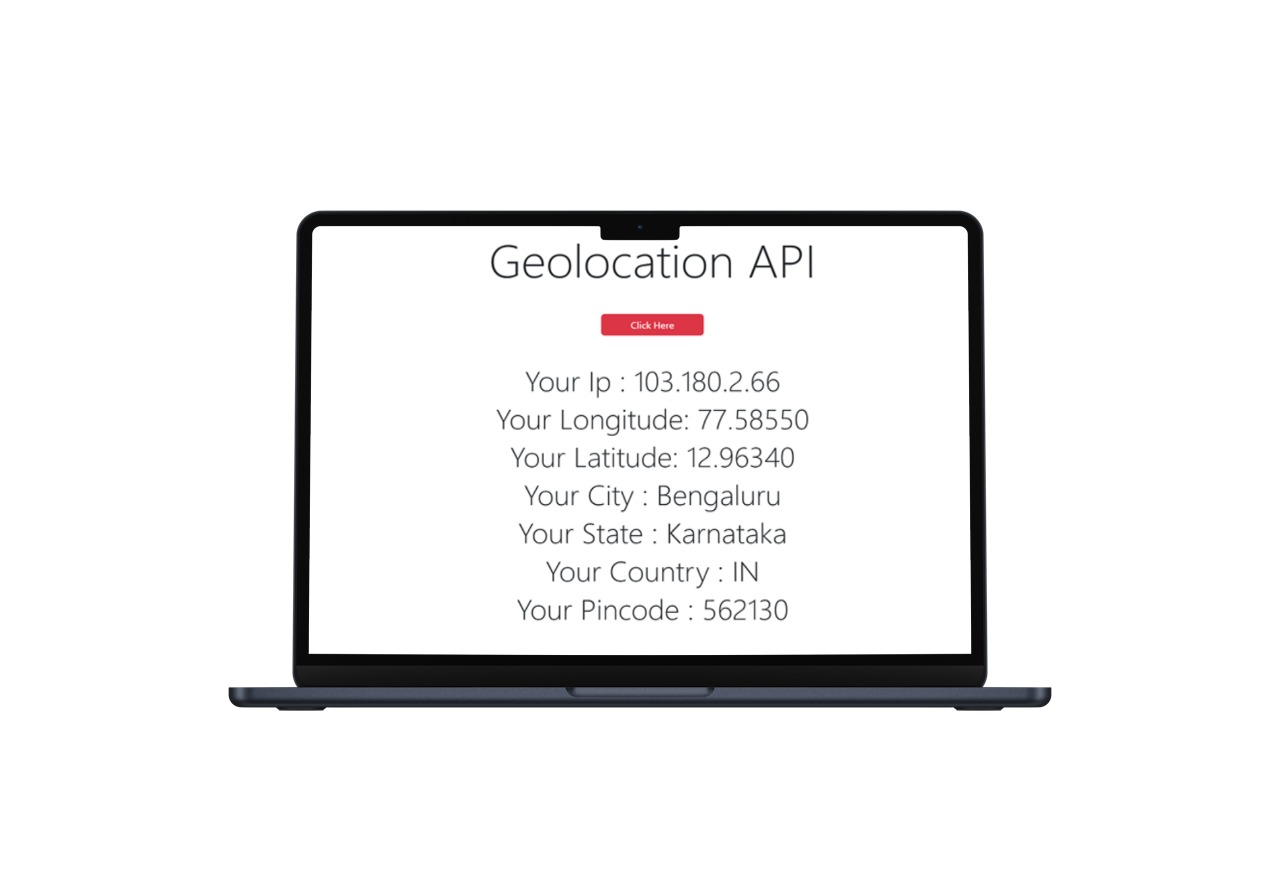 Geolocation API
Click Here
Your Ip : 103.180.2.66
Your Longitude: 77.58550
Your Latitude: 12.96340
Your City : Bengaluru
Your State : Karnataka
Your Country : IN
Your Pincode : 562130